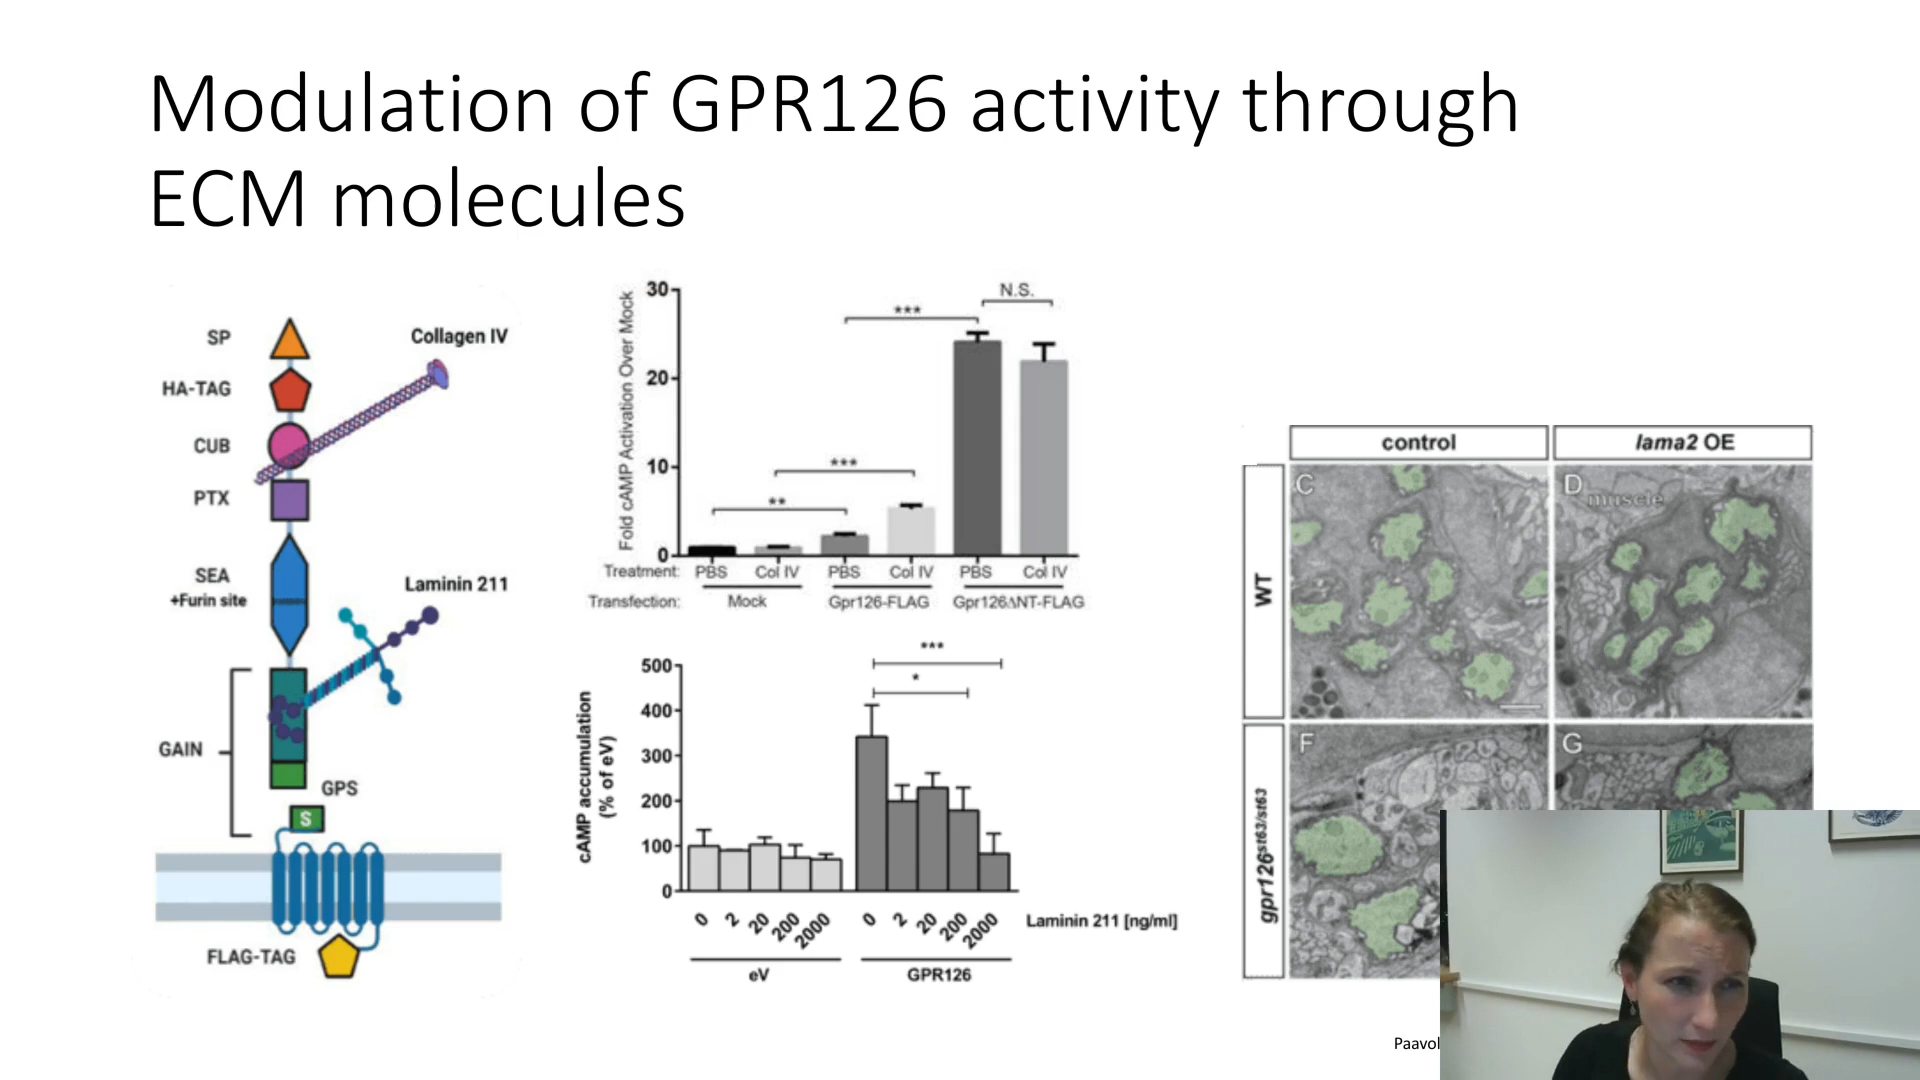 Modulation of GPR126 activity through
ECM molecules
SP
Collagen IV
HA-TAG
CUB
PTX
SEA
+Furin site
Laminin 211
GAIN
GPS
S
FLAG-TAG
Fold cAMP Activation Over Mock
30
20
10
0
**
***
***
N.S.
Treatment: PBS Col IV PBS Col IV PBS Col IV
Transfection: Mock Gpr126-FLAG Gpr126ΔNT-FLAG
cAMP accumulation
(% of eV)
500
400
300
200
100
0
***
*
0 2 20 200 2000 0 2 20 200 2000 Laminin 211 [ng/ml]
eV GPR126
control lama2 OE
WT
C
D
muscle
gpr126st63/st63
F
G